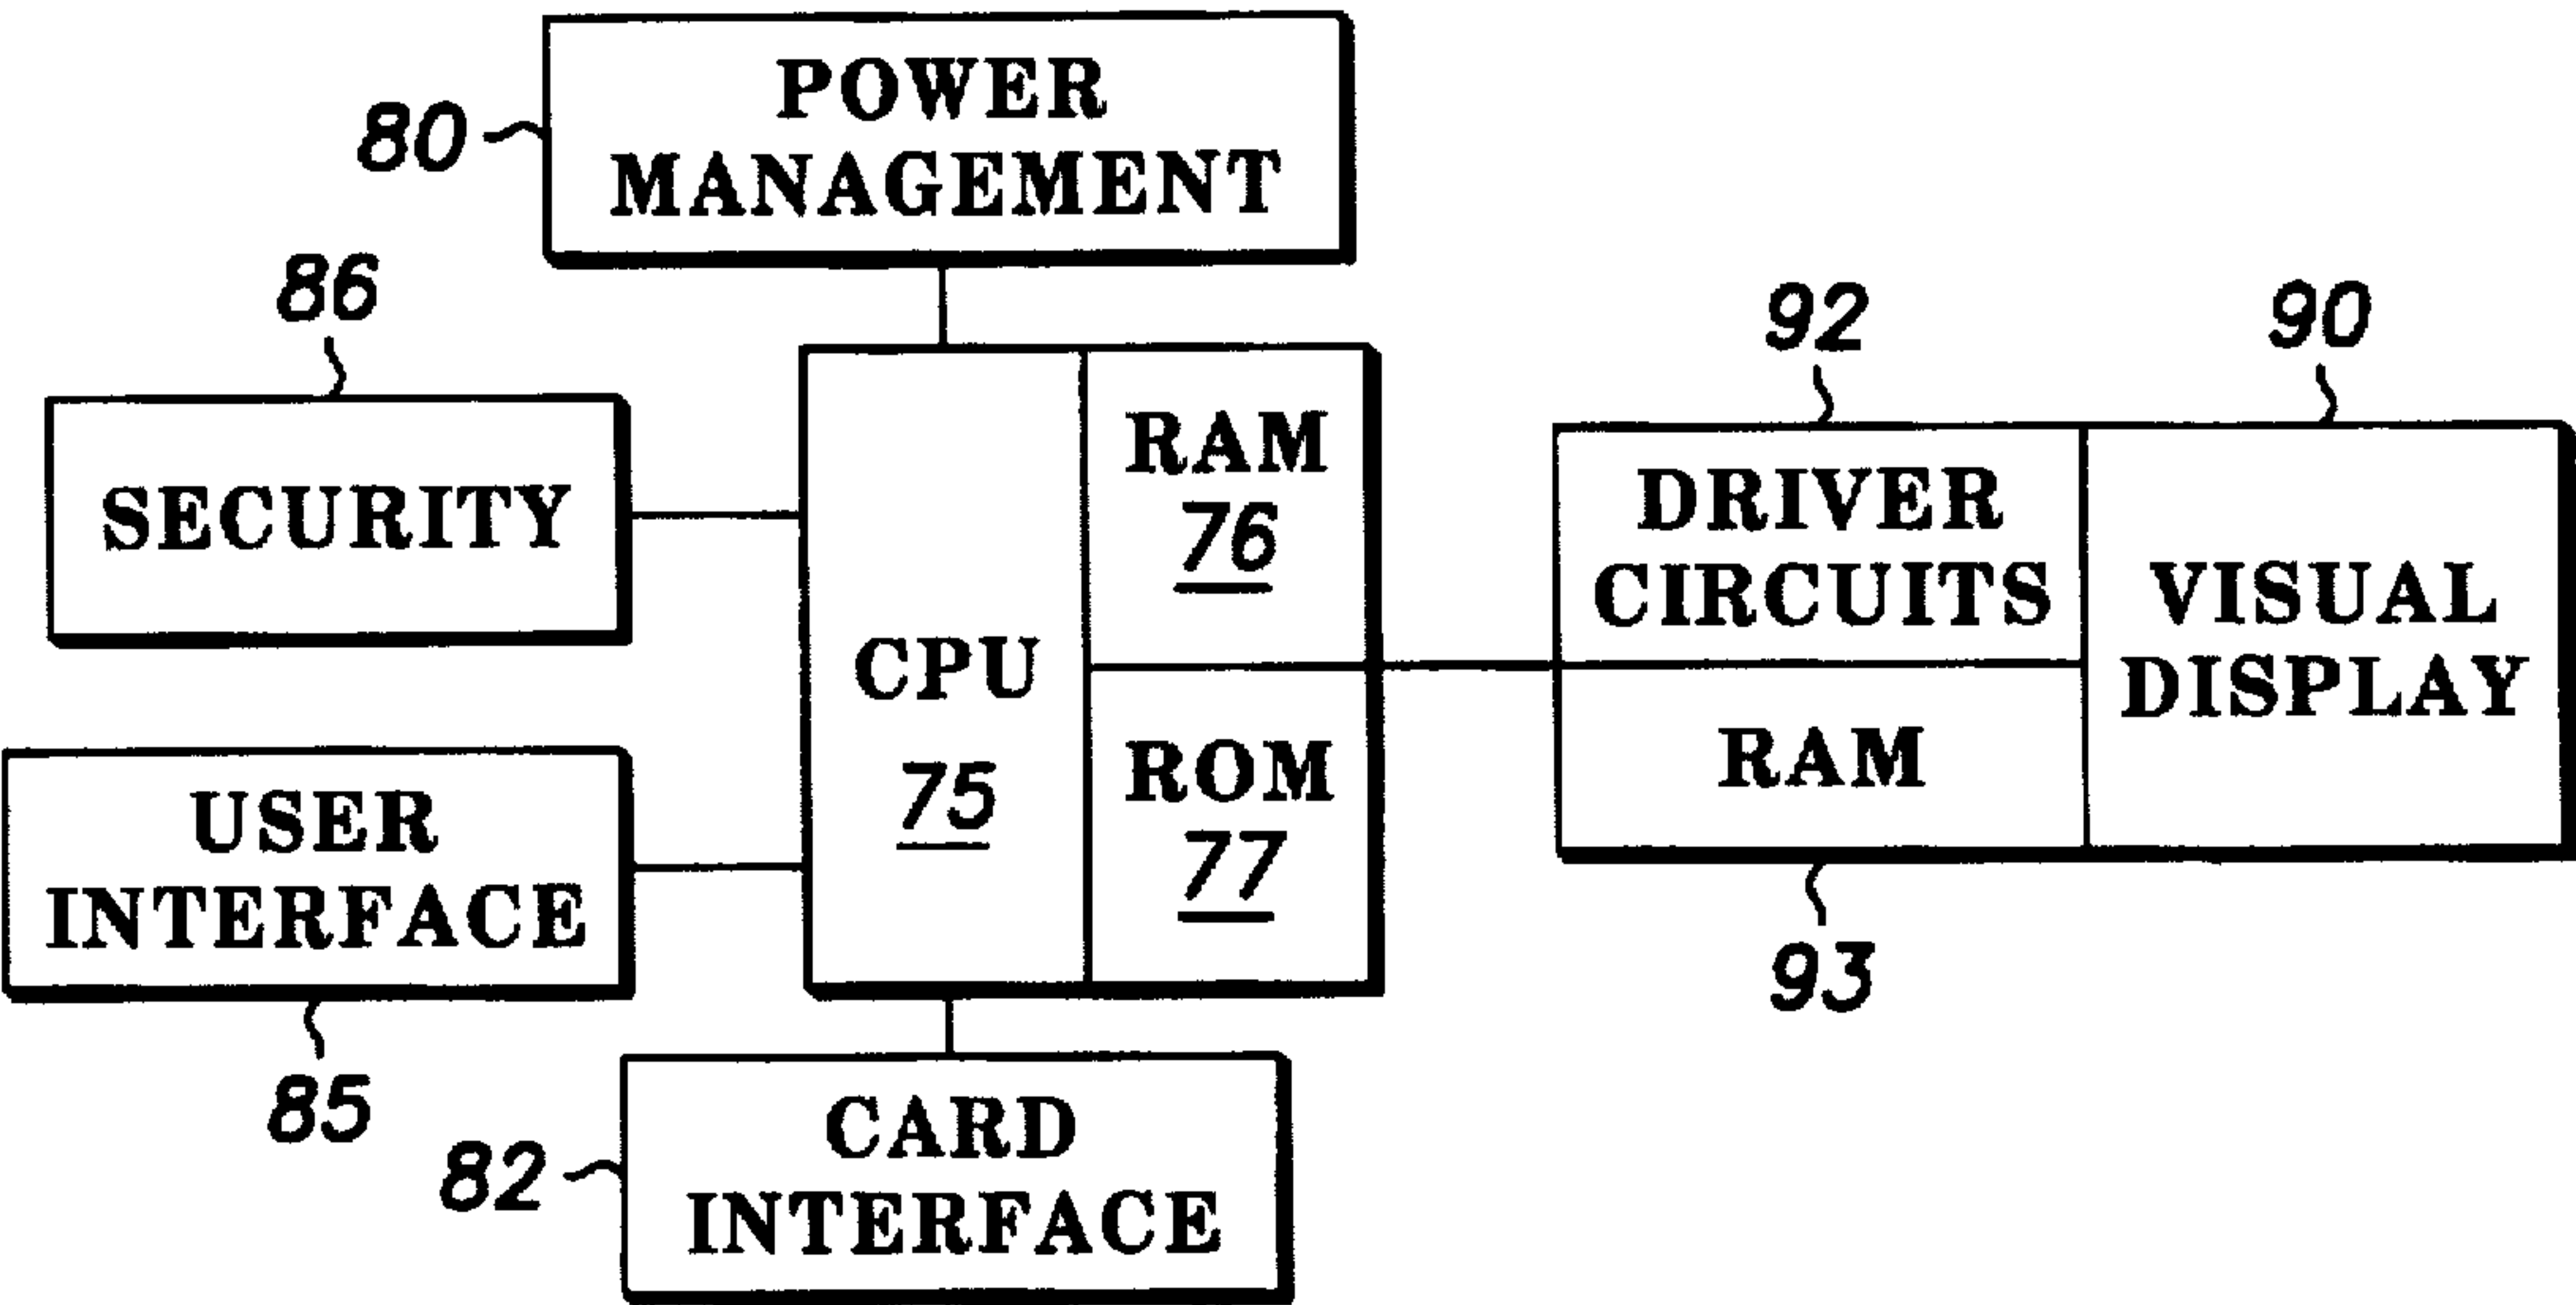 80
POWER
MANAGEMENT
86
SECURITY
USER
INTERFACE
85
CPU
75
RAM
76
ROM
77
82
CARD
INTERFACE
92
90
DRIVER
CIRCUITS
RAM
93
VISUAL
DISPLAY